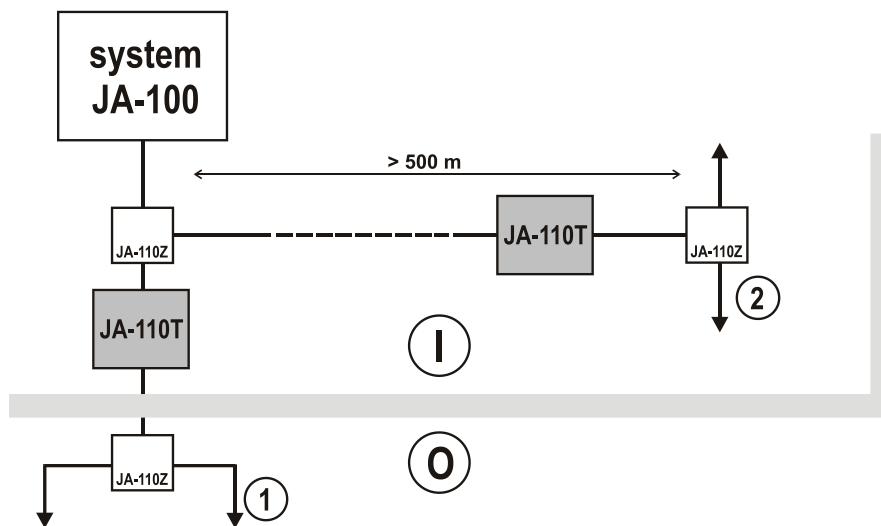 system
JA-100
> 500 m
JA-110Z
JA-110T
JA-110Z
JA-110T
2
I
O
JA-110Z
1